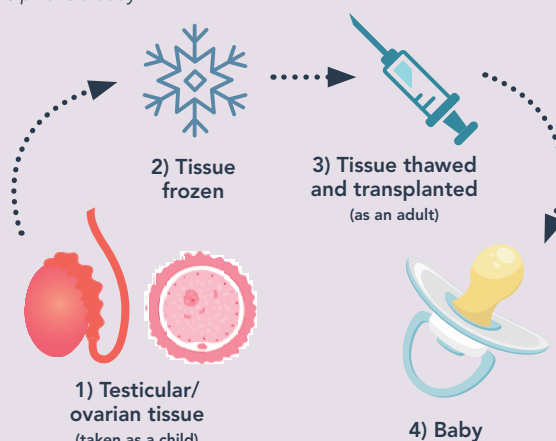 2) Tissue
frozen
3) Tissue thawed
and transplanted
(as an adult)
1) Testicular/
ovarian tissue
(taken as a child)
4) Baby